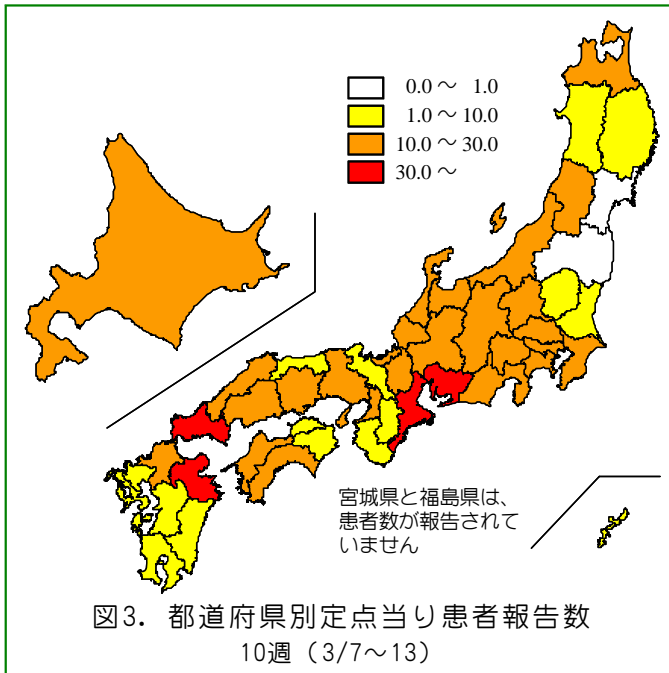 0.0～ 1.0
1.0～10.0
10.0～30.0
30.0～
宮城県と福島県は、
患者数が報告されて
いません
図3. 都道府県別定点当り患者報告数
10週（3/7～13）